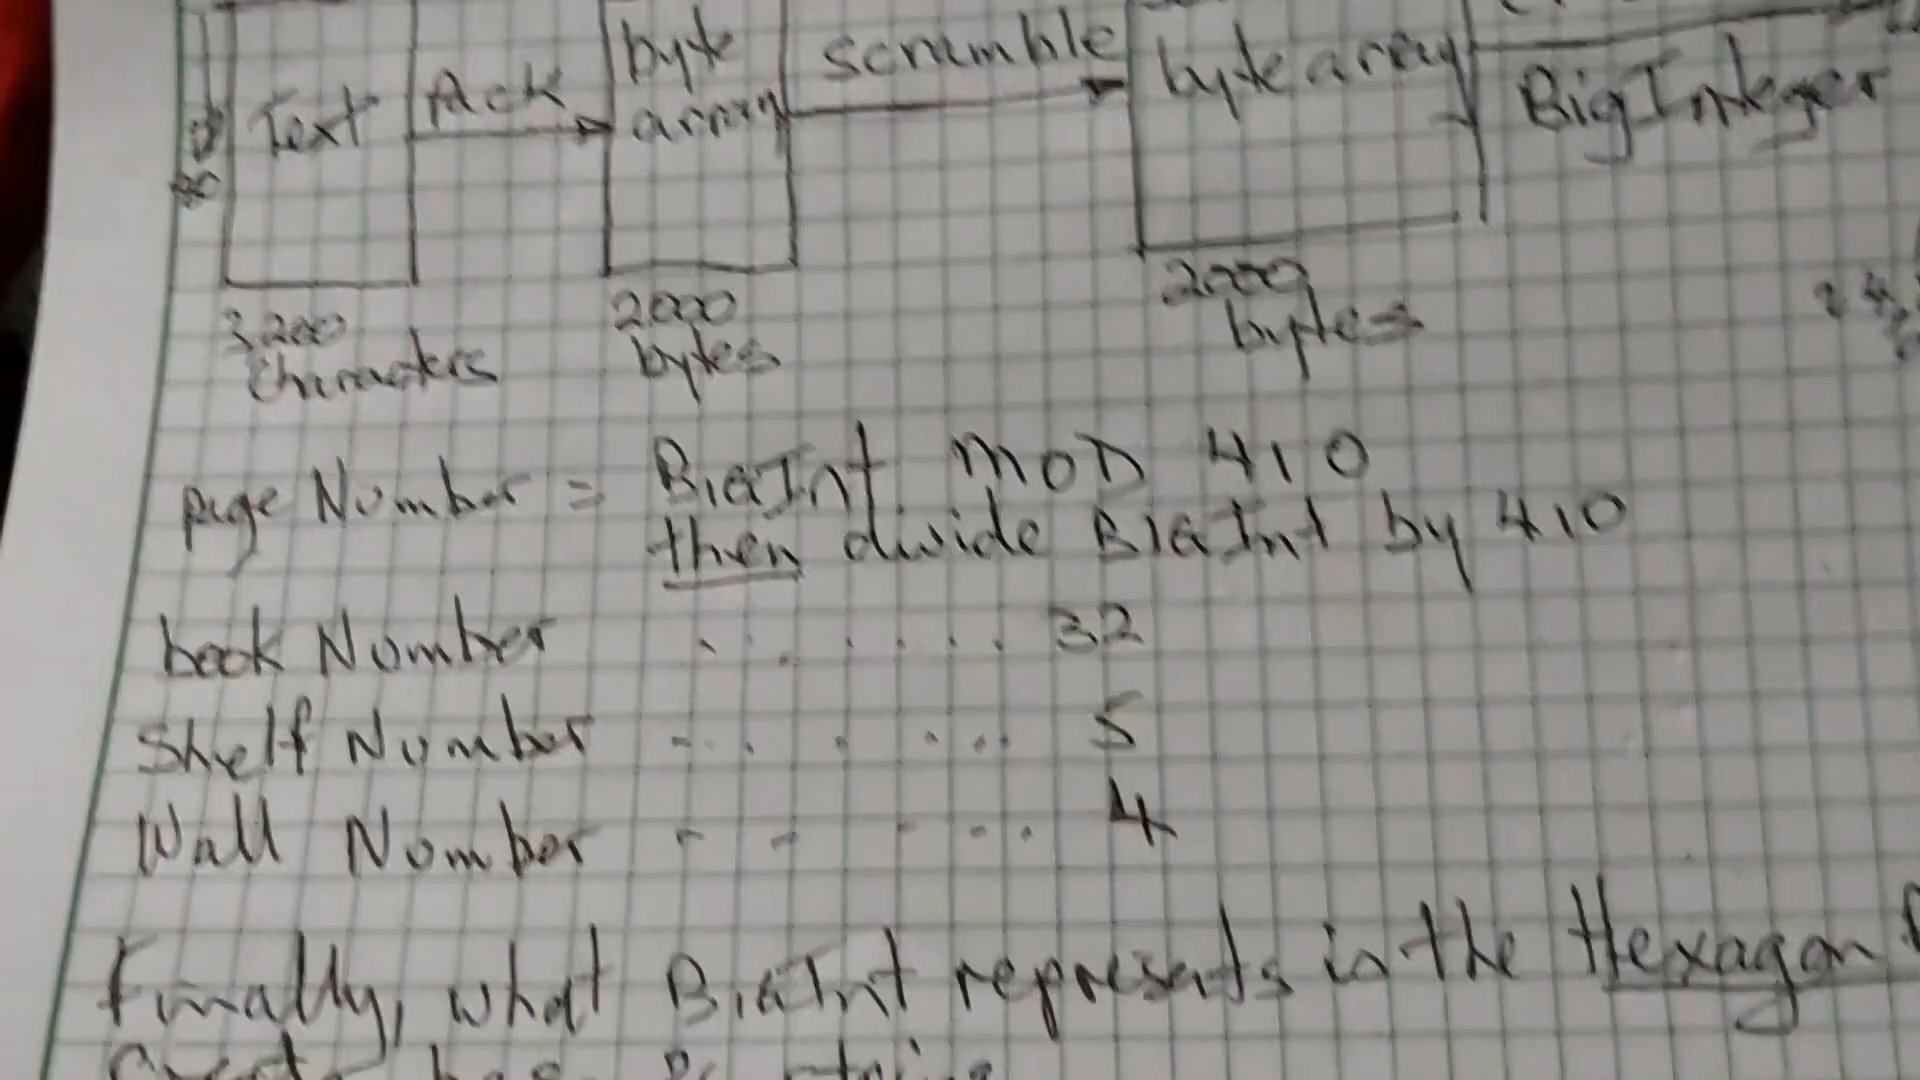 Text
Pack
byte
array
scramble
byte array
BigInteger
3,200
Characters
2000
bytes
2000
bytes
page Number = BIGInt MOD 410
then divide BIGInt by 410
book Number . . . . . . 32
Shelf Number . . . . . . 5
Wall Number . . . . . 4
Finally, what BIGInt represents is the Hexagon